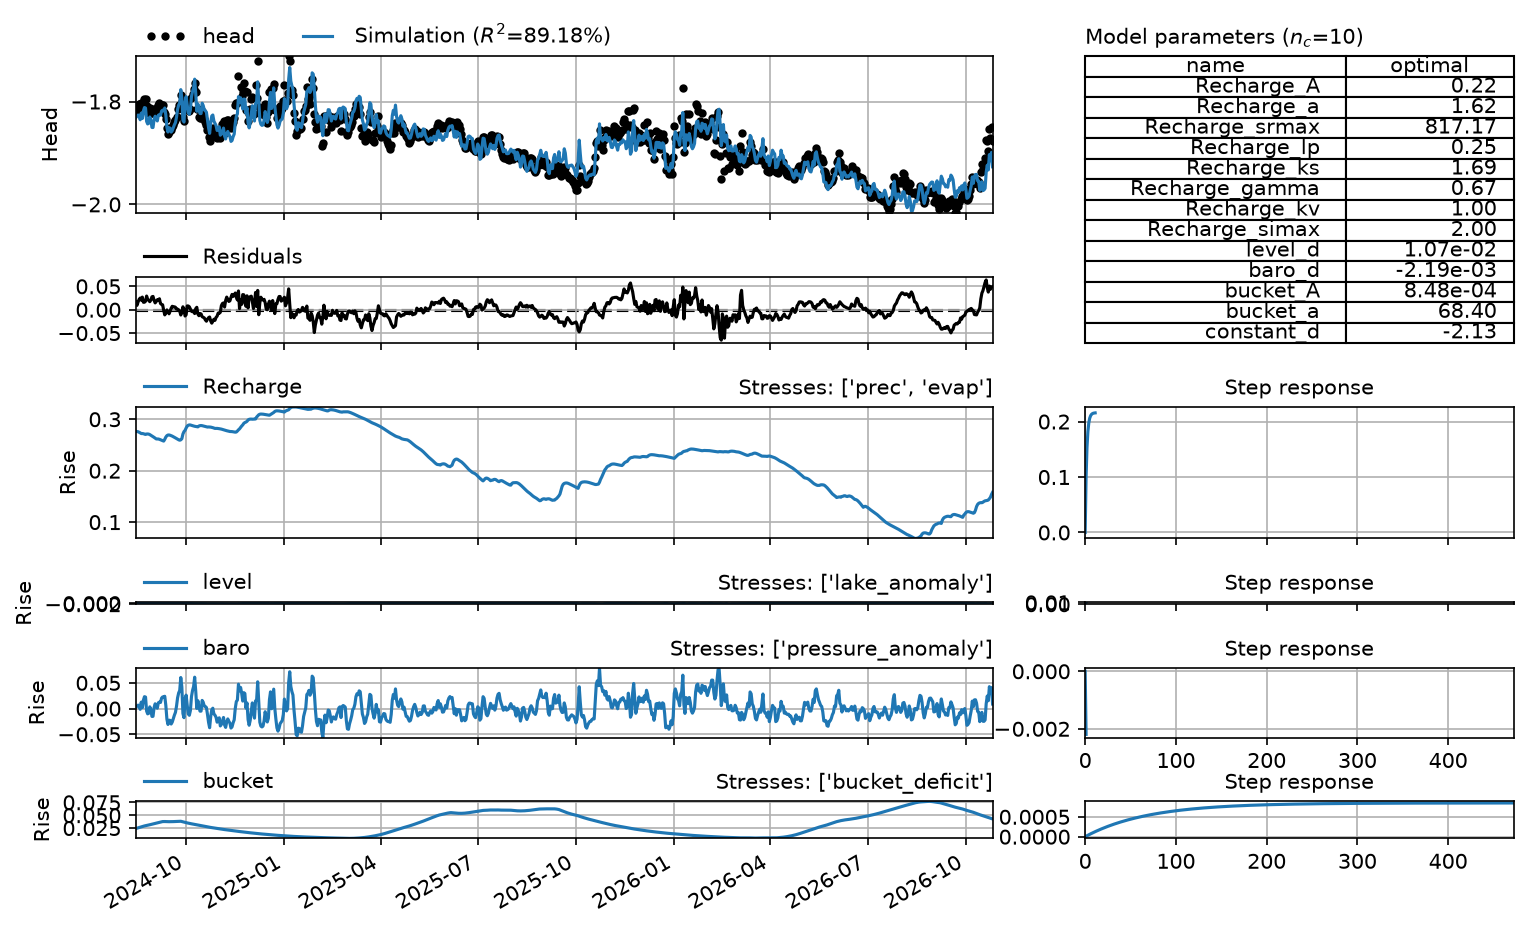 head Simulation (R²=89.18%)
Head
−1.8
−2.0
Model parameters (n_c=10)
name optimal
Recharge_A 0.22
Recharge_a 1.62
Recharge_srmax 817.17
Recharge_lp 0.25
Recharge_ks 1.69
Recharge_gamma 0.67
Recharge_kv 1.00
Recharge_simax 2.00
level_d 1.07e-02
baro_d -2.19e-03
bucket_A 8.48e-04
bucket_a 68.40
constant_d -2.13
Residuals
0.05
0.00
−0.05
Recharge Stresses: ['prec', 'evap']
Rise
0.3
0.2
0.1
Step response
0.2
0.1
0.0
level Stresses: ['lake_anomaly']
Rise
Step response
baro Stresses: ['pressure_anomaly']
Rise
0.05
0.00
−0.05
Step response
0.000
−0.002
0 100 200 300 400
bucket Stresses: ['bucket_deficit']
Rise
0.075
0.050
0.025
Step response
0.0005
0.0000
0 100 200 300 400
2024-10 2025-01 2025-04 2025-07 2025-10 2026-01 2026-04 2026-07 2026-10